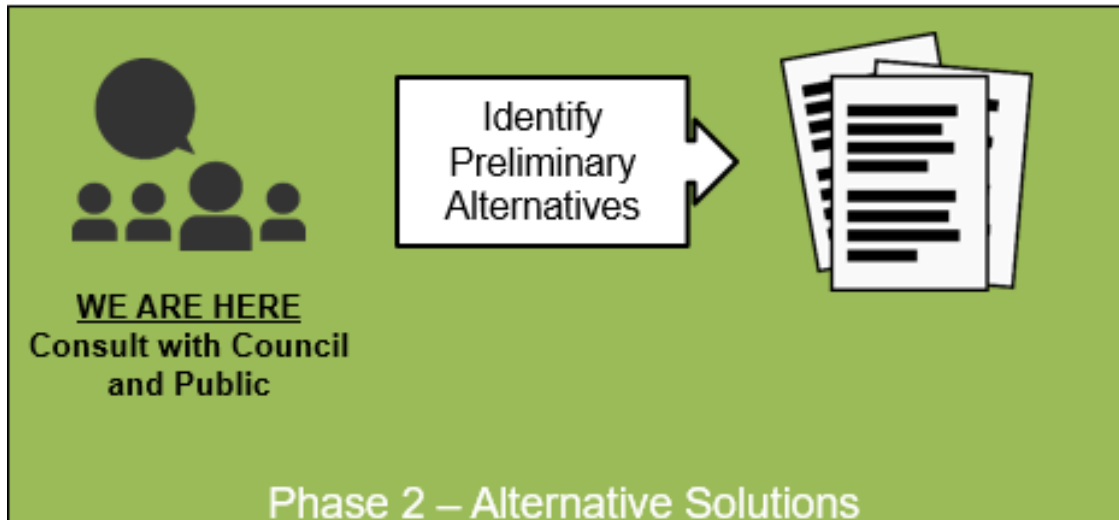 Identify
Preliminary
Alternatives
WE ARE HERE
Consult with Council
and Public
Phase 2 – Alternative Solutions